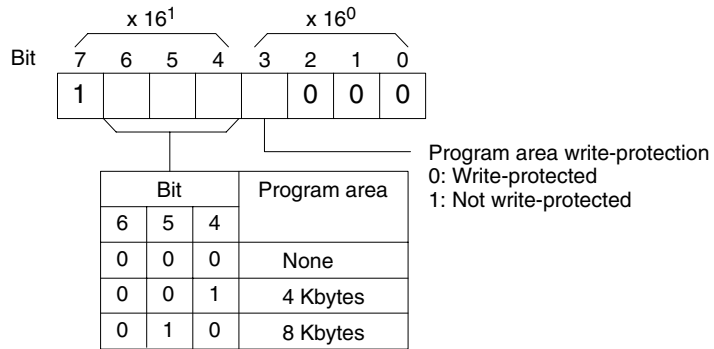 x 16¹ x 16⁰
Bit 7 6 5 4 3 2 1 0
1 0 0 0
Program area write-protection
0: Write-protected
1: Not write-protected
Bit Program area
6 5 4
0 0 0 None
0 0 1 4 Kbytes
0 1 0 8 Kbytes